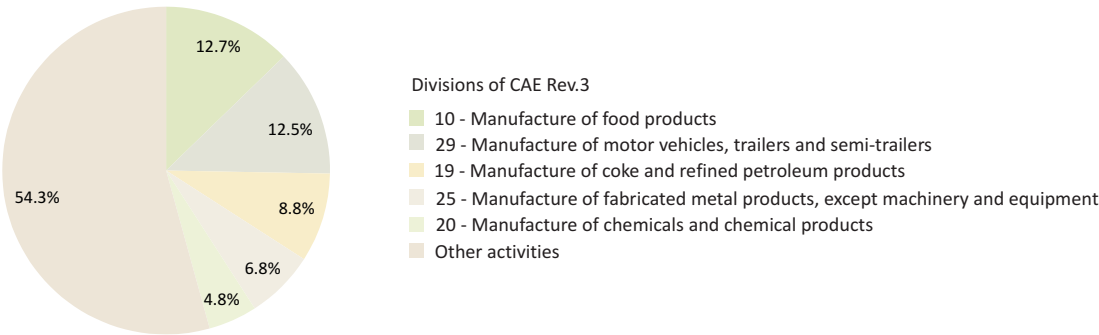 12.7%
12.5%
8.8%
6.8%
4.8%
54.3%
Divisions of CAE Rev.3
10 - Manufacture of food products
29 - Manufacture of motor vehicles, trailers and semi-trailers
19 - Manufacture of coke and refined petroleum products
25 - Manufacture of fabricated metal products, except machinery and equipment
20 - Manufacture of chemicals and chemical products
Other activities